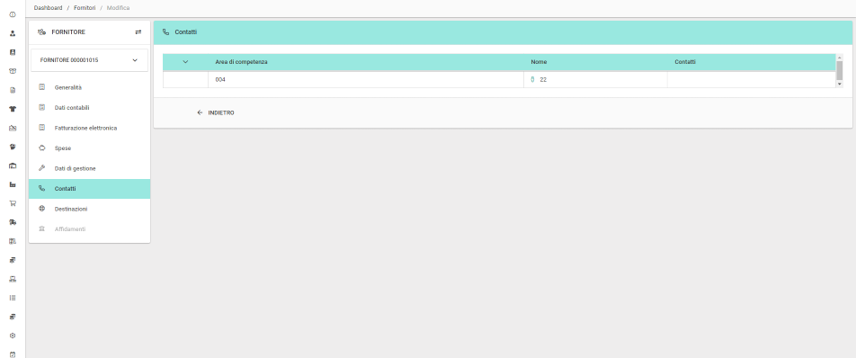 Dashboard / Fornitori / Modifica
FORNITORE
FORNITORE 000001015
Generalità
Dati contabili
Fatturazione elettronica
Spese
Dati di gestione
Contatti
Destinazioni
Affidamenti
Contatti
Area di competenza Nome Contatti
004 22
INDIETRO